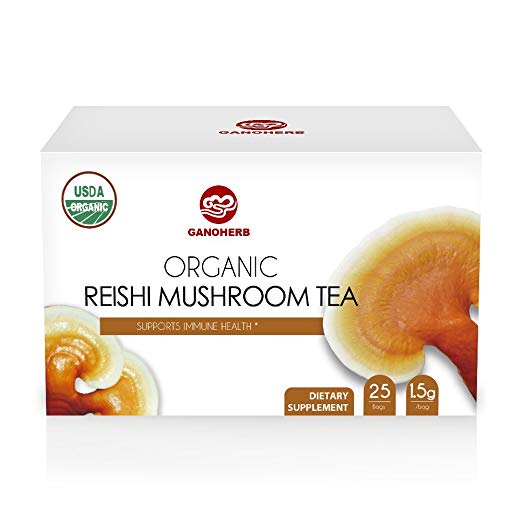 GANOHERB
USDA
ORGANIC
GANOHERB
ORGANIC
REISHI MUSHROOM TEA
SUPPORTS IMMUNE HEALTH *
DIETARY
SUPPLEMENT
25
Bags
1.5g
/bag